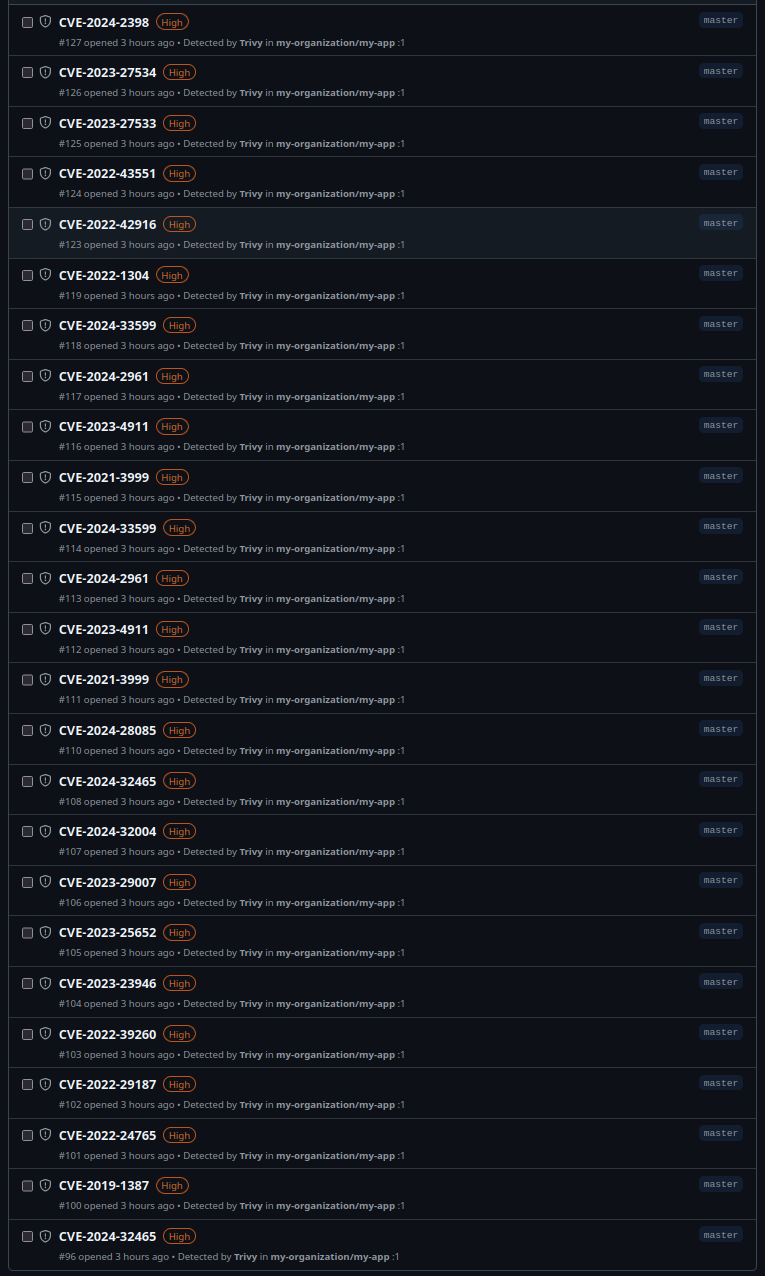 CVE-2024-2398 High master
#127 opened 3 hours ago • Detected by Trivy in my-organization/my-app :1
CVE-2023-27534 High master
#126 opened 3 hours ago • Detected by Trivy in my-organization/my-app :1
CVE-2023-27533 High master
#125 opened 3 hours ago • Detected by Trivy in my-organization/my-app :1
CVE-2022-43551 High master
#124 opened 3 hours ago • Detected by Trivy in my-organization/my-app :1
CVE-2022-42916 High master
#123 opened 3 hours ago • Detected by Trivy in my-organization/my-app :1
CVE-2022-1304 High master
#119 opened 3 hours ago • Detected by Trivy in my-organization/my-app :1
CVE-2024-33599 High master
#118 opened 3 hours ago • Detected by Trivy in my-organization/my-app :1
CVE-2024-2961 High master
#117 opened 3 hours ago • Detected by Trivy in my-organization/my-app :1
CVE-2023-4911 High master
#116 opened 3 hours ago • Detected by Trivy in my-organization/my-app :1
CVE-2021-3999 High master
#115 opened 3 hours ago • Detected by Trivy in my-organization/my-app :1
CVE-2024-33599 High master
#114 opened 3 hours ago • Detected by Trivy in my-organization/my-app :1
CVE-2024-2961 High master
#113 opened 3 hours ago • Detected by Trivy in my-organization/my-app :1
CVE-2023-4911 High master
#112 opened 3 hours ago • Detected by Trivy in my-organization/my-app :1
CVE-2021-3999 High master
#111 opened 3 hours ago • Detected by Trivy in my-organization/my-app :1
CVE-2024-28085 High master
#110 opened 3 hours ago • Detected by Trivy in my-organization/my-app :1
CVE-2024-32465 High master
#108 opened 3 hours ago • Detected by Trivy in my-organization/my-app :1
CVE-2024-32004 High master
#107 opened 3 hours ago • Detected by Trivy in my-organization/my-app :1
CVE-2023-29007 High master
#106 opened 3 hours ago • Detected by Trivy in my-organization/my-app :1
CVE-2023-25652 High master
#105 opened 3 hours ago • Detected by Trivy in my-organization/my-app :1
CVE-2023-23946 High master
#104 opened 3 hours ago • Detected by Trivy in my-organization/my-app :1
CVE-2022-39260 High master
#103 opened 3 hours ago • Detected by Trivy in my-organization/my-app :1
CVE-2022-29187 High master
#102 opened 3 hours ago • Detected by Trivy in my-organization/my-app :1
CVE-2022-24765 High master
#101 opened 3 hours ago • Detected by Trivy in my-organization/my-app :1
CVE-2019-1387 High master
#100 opened 3 hours ago • Detected by Trivy in my-organization/my-app :1
CVE-2024-32465 High master
#96 opened 3 hours ago • Detected by Trivy in my-organization/my-app :1